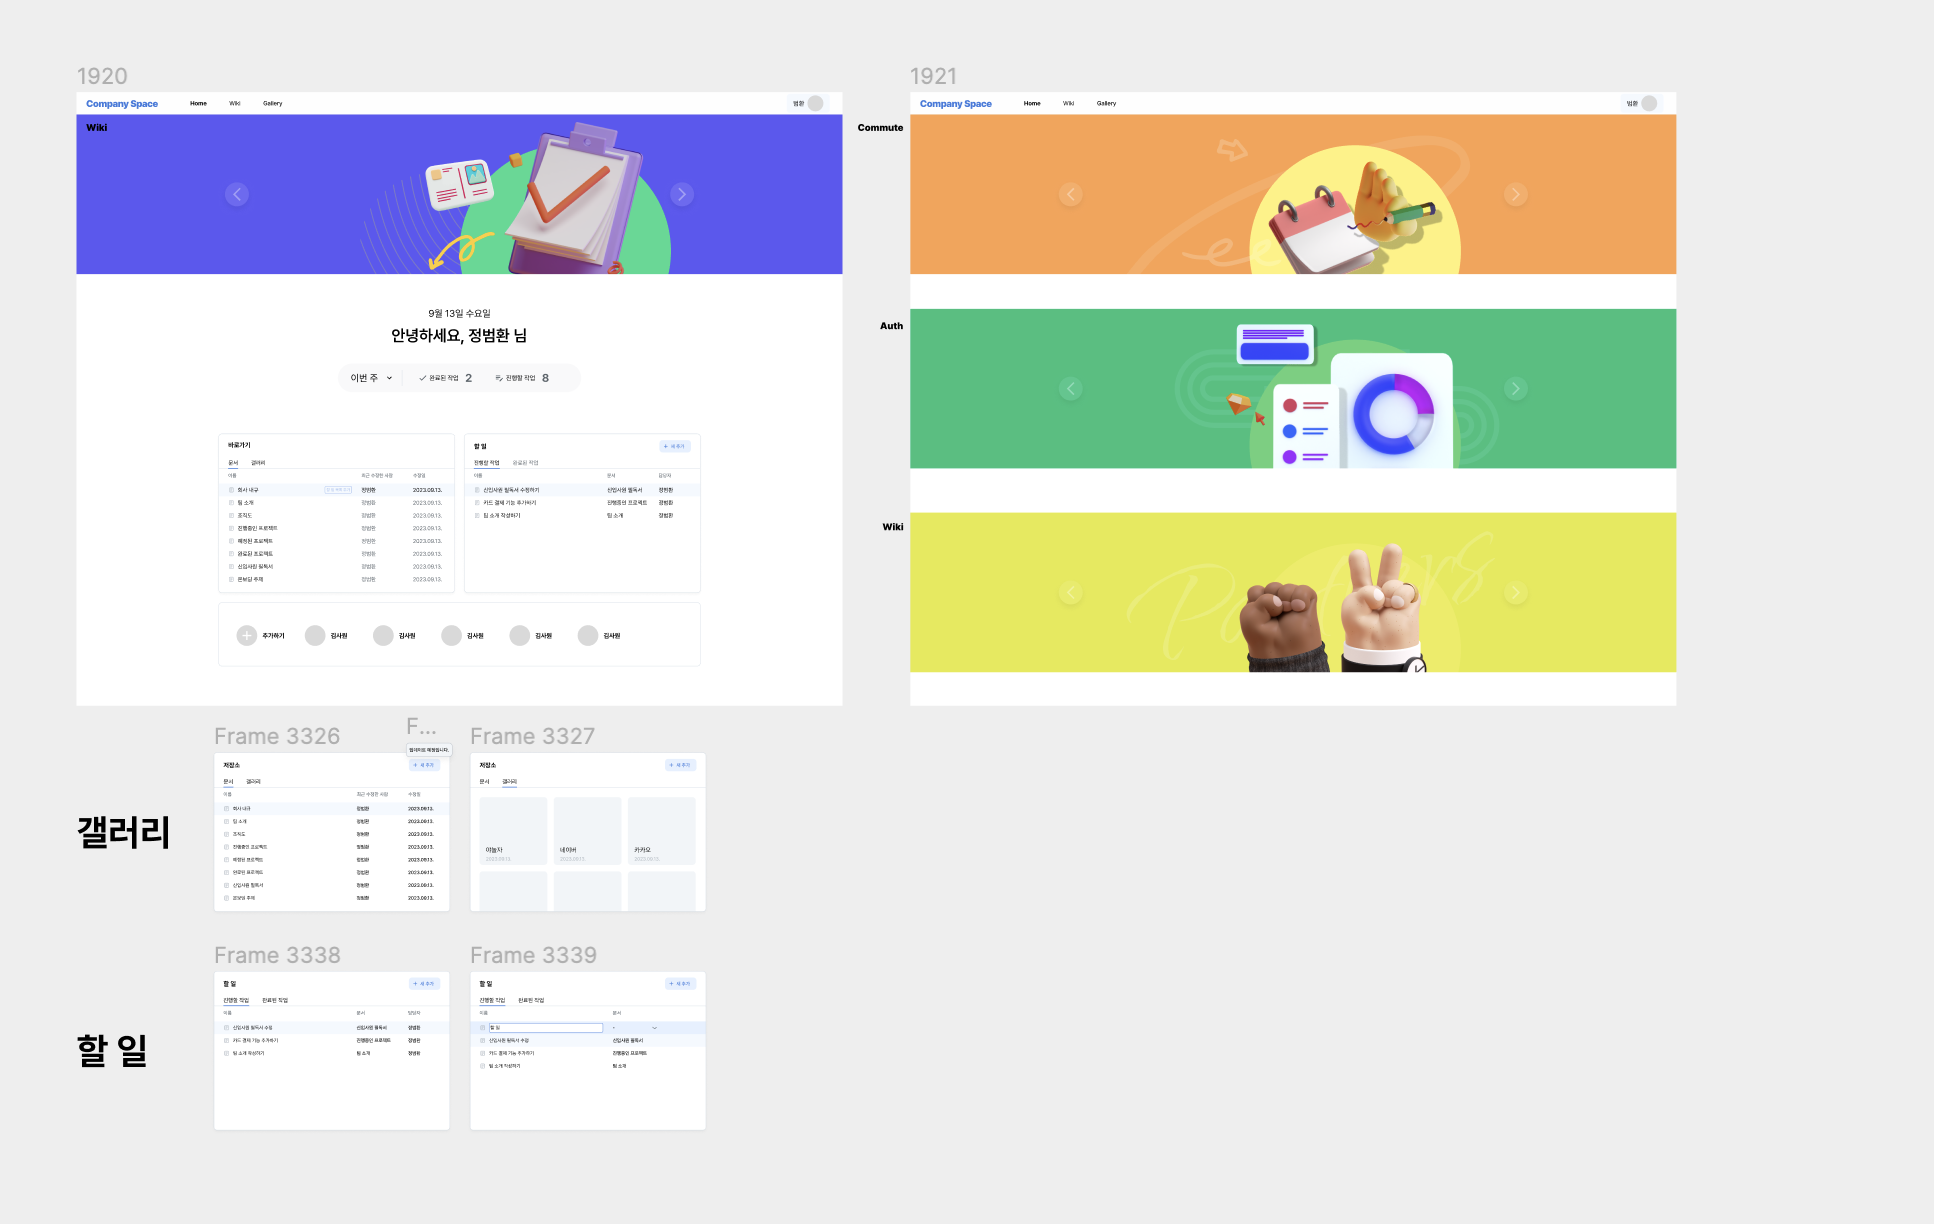 1920
Company Space
Home
Wiki
Gallery
범환
Wiki
9월 13일 수요일
안녕하세요, 정범환 님
이번 주
완료된 작업 2
진행할 작업 8
바로가기
문서
갤러리
이름
최근 수정한 사람
수정일
회사 내규
정범환
2023.09.13.
팀 소개
정범환
2023.09.13.
조직도
정범환
2023.09.13.
진행중인 프로젝트
정범환
2023.09.13.
예정된 프로젝트
정범환
2023.09.13.
완료된 프로젝트
정범환
2023.09.13.
신입사원 필독서
정범환
2023.09.13.
온보딩 주제
정범환
2023.09.13.
할 일
+ 새 추가
진행할 작업
완료된 작업
이름
문서
담당자
신입사원 필독서 수정하기
신입사원 필독서
정범환
카드 결제 기능 추가하기
진행중인 프로젝트
정범환
팀 소개 작성하기
팀 소개
정범환
추가하기
김사원
김사원
김사원
김사원
김사원
1921
Company Space
Home
Wiki
Gallery
범환
Commute
Auth
Wiki
Partners
갤러리
Frame 3326
F...
저장소
+ 새 추가
문서
갤러리
이름
최근 수정한 사람
수정일
회사 내규
정범환
2023.09.13.
팀 소개
정범환
2023.09.13.
조직도
정범환
2023.09.13.
진행중인 프로젝트
정범환
2023.09.13.
예정된 프로젝트
정범환
2023.09.13.
완료된 프로젝트
정범환
2023.09.13.
신입사원 필독서
정범환
2023.09.13.
온보딩 주제
정범환
2023.09.13.
Frame 3327
저장소
+ 새 추가
문서
갤러리
야놀자
2023.09.13.
네이버
2023.09.13.
카카오
2023.09.13.
할 일
Frame 3338
할 일
+ 새 추가
진행할 작업
완료된 작업
이름
문서
담당자
신입사원 필독서 수정
신입사원 필독서
정범환
카드 결제 기능 추가하기
진행중인 프로젝트
정범환
팀 소개 작성하기
팀 소개
정범환
Frame 3339
할 일
+ 새 추가
진행할 작업
완료된 작업
이름
문서
할 일
-
신입사원 필독서 수정
신입사원 필독서
카드 결제 기능 추가하기
진행중인 프로젝트
팀 소개 작성하기
팀 소개